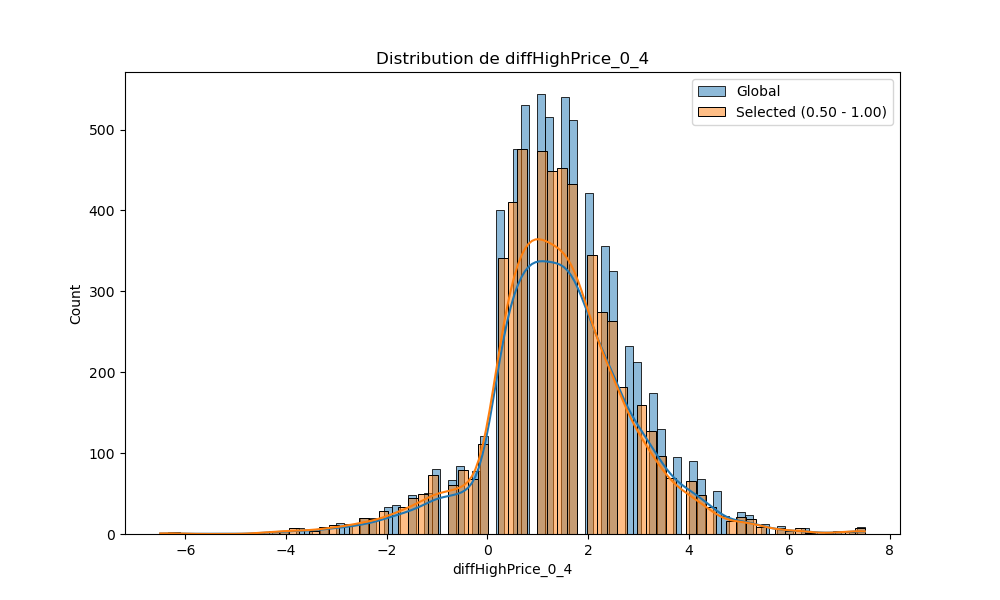 Distribution de diffHighPrice_0_4
Global
Selected (0.50 - 1.00)
Count
500
400
300
200
100
0
−6
−4
−2
0
2
4
6
8
diffHighPrice_0_4